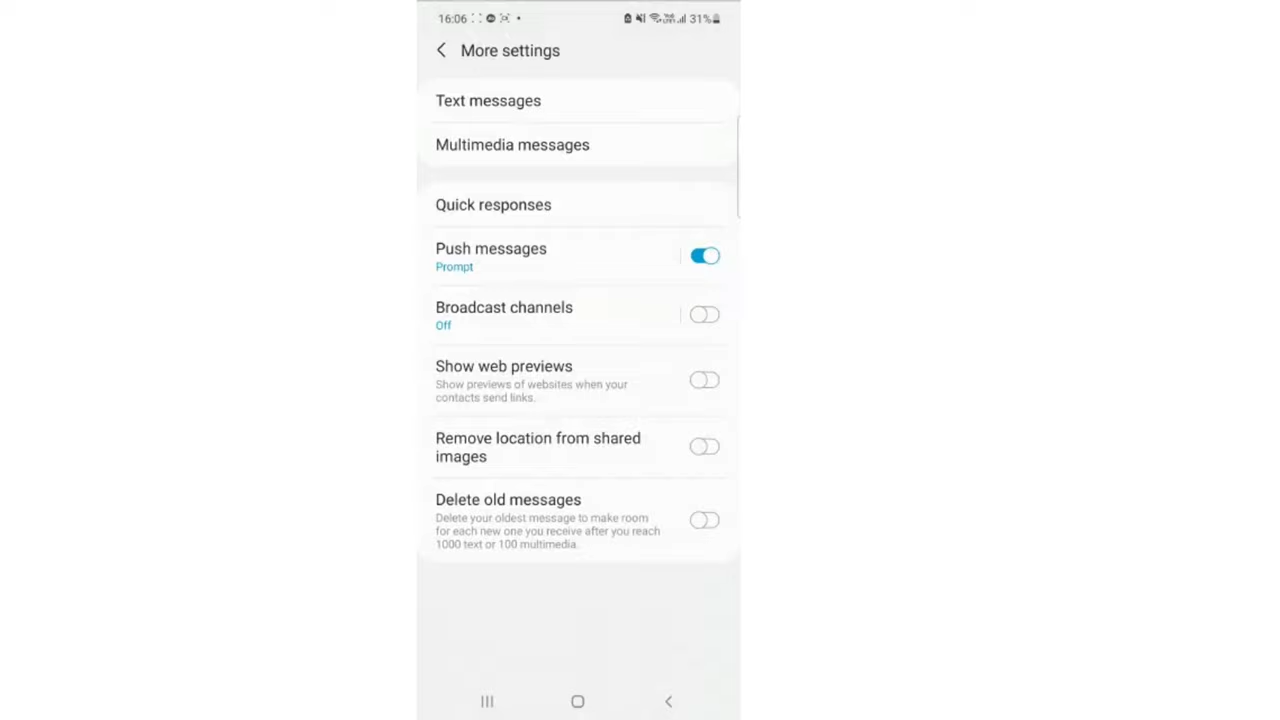 16:06
31%
More settings
Text messages
Multimedia messages
Quick responses
Push messages
Prompt
Broadcast channels
Off
Show web previews
Show previews of websites when your
contacts send links.
Remove location from shared
images
Delete old messages
Delete your oldest message to make room
for each new one you receive after you reach
1000 text or 100 multimedia.